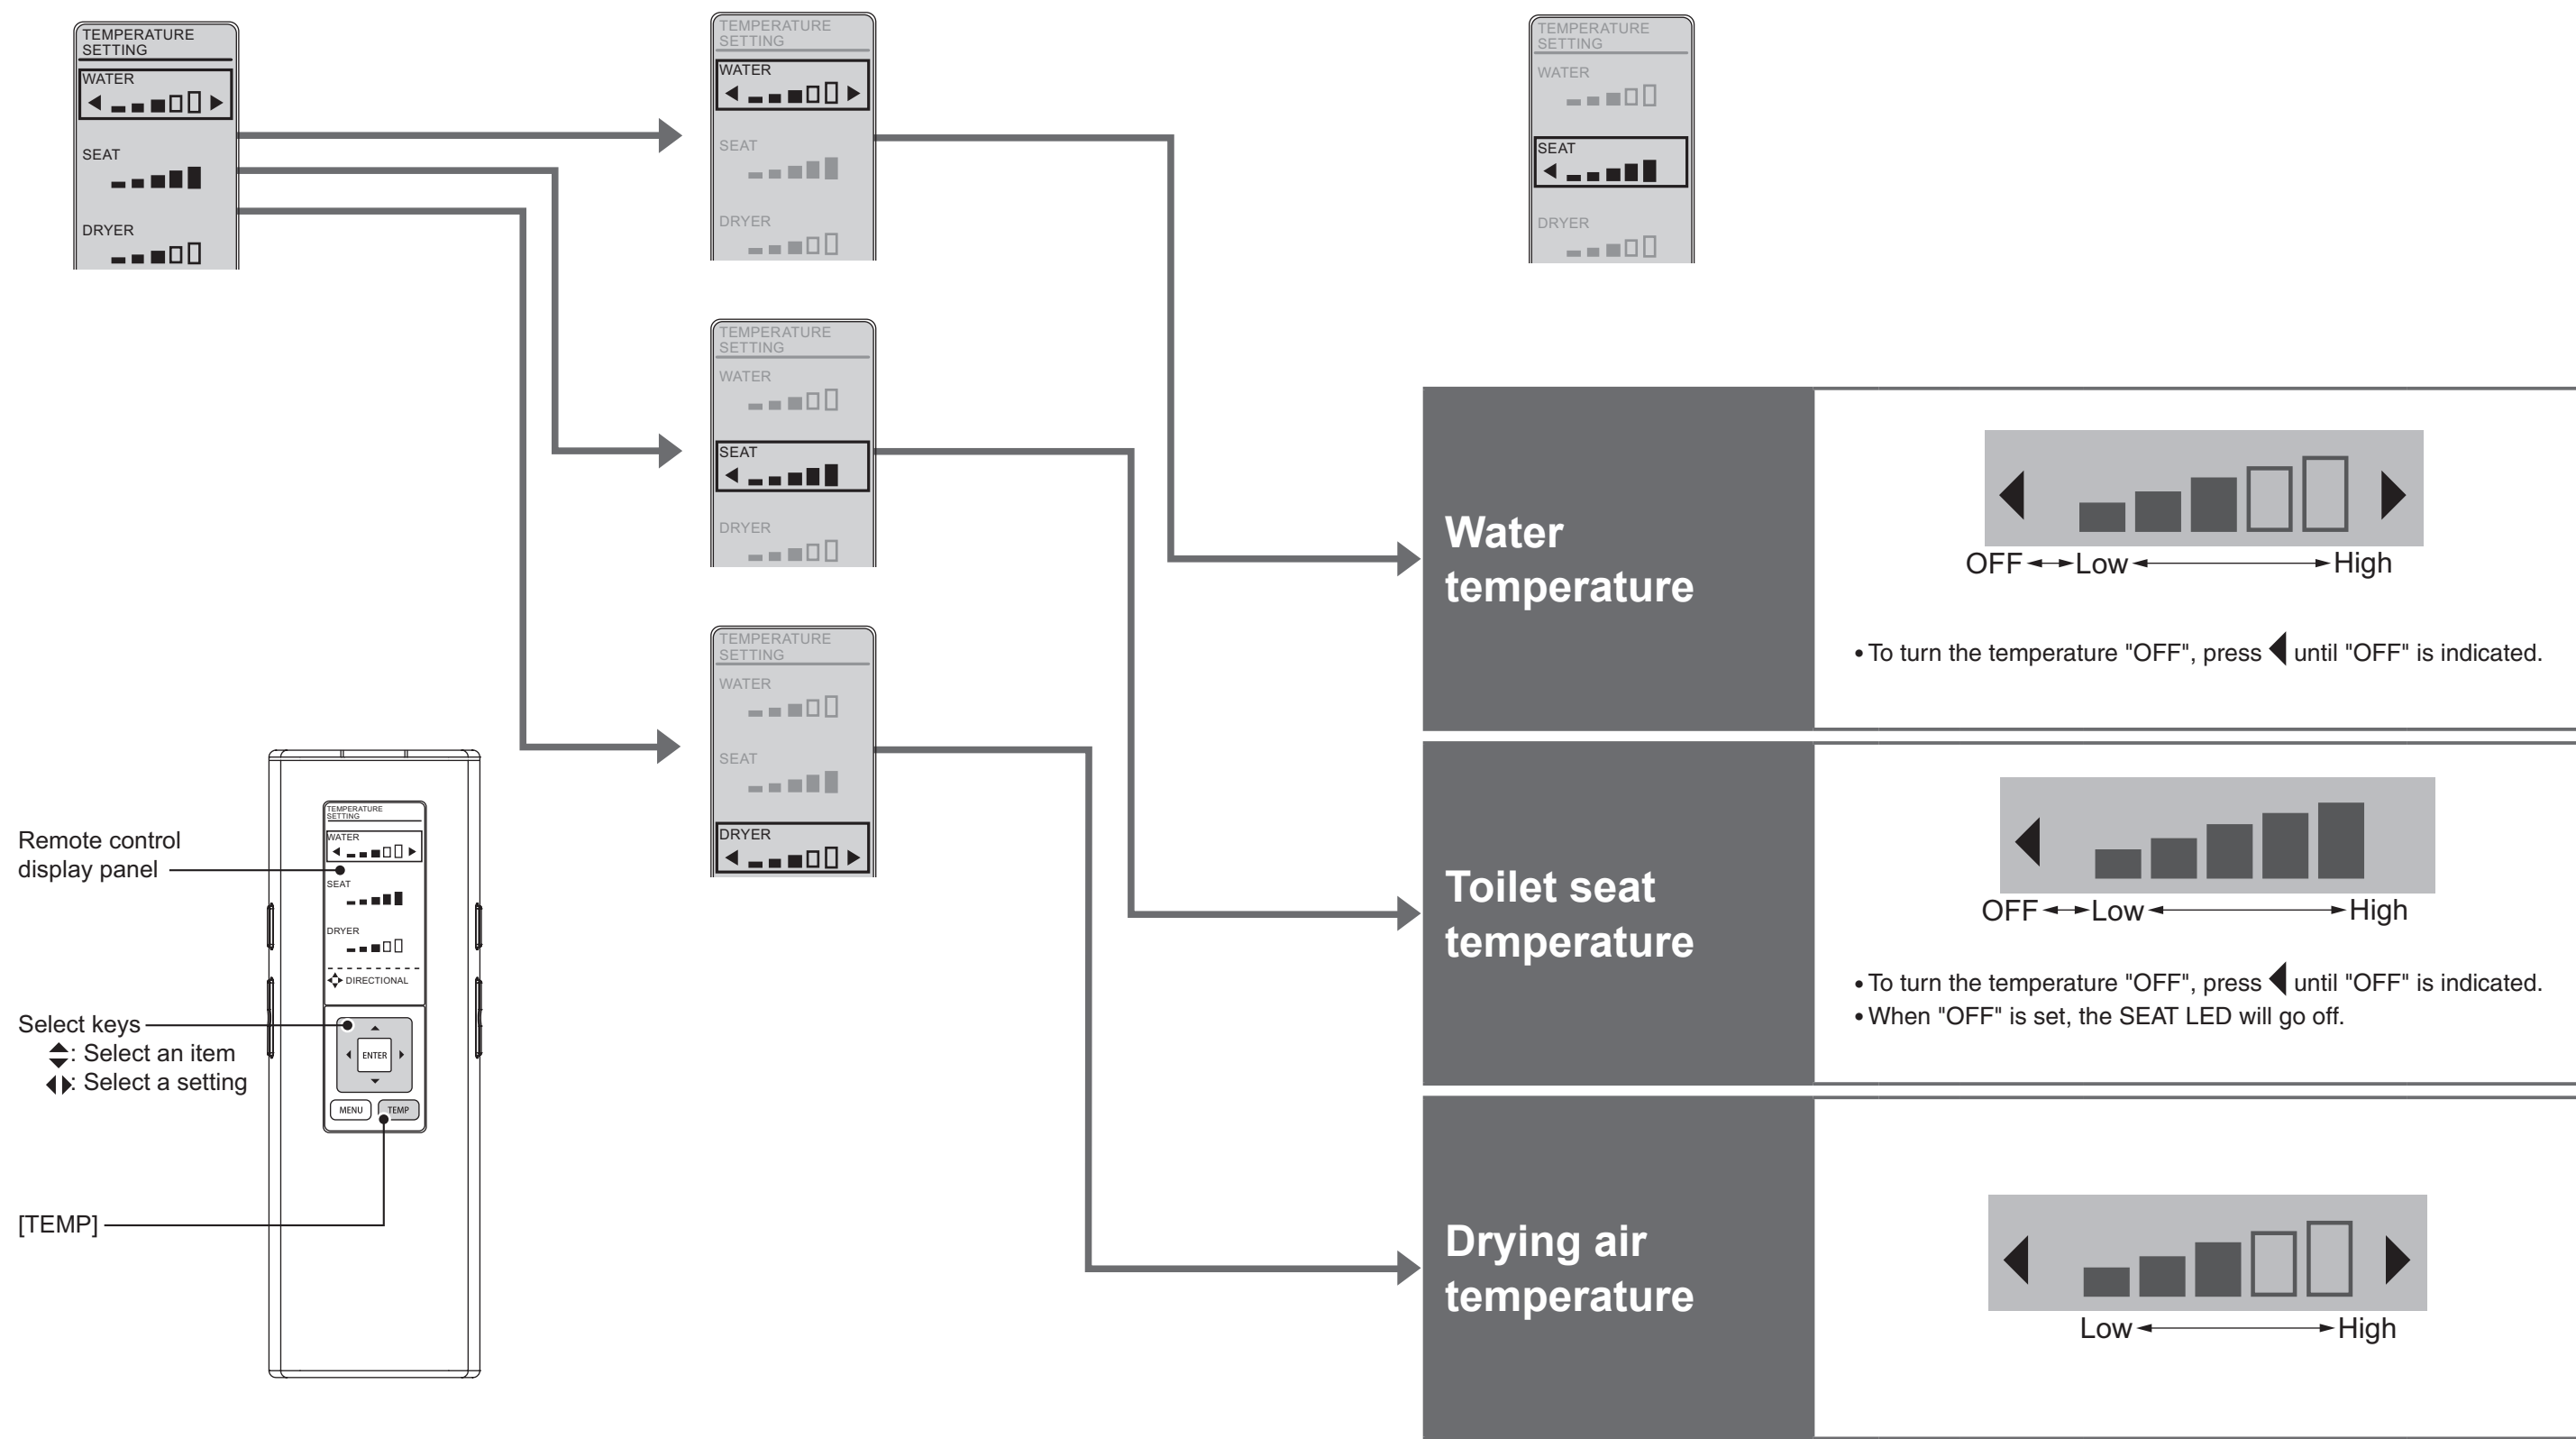 TEMPERATURE
SETTING
WATER
SEAT
DRYER
TEMPERATURE
SETTING
WATER
SEAT
DRYER
TEMPERATURE
SETTING
WATER
SEAT
DRYER
TEMPERATURE
SETTING
WATER
SEAT
DRYER
TEMPERATURE
SETTING
WATER
SEAT
DRYER
Remote control
display panel
Select keys
: Select an item
: Select a setting
[TEMP]
TEMPERATURE
SETTING
WATER
SEAT
DRYER
DIRECTIONAL
ENTER
MENU TEMP
Water
temperature
OFF Low High
• To turn the temperature "OFF", press ◀ until "OFF" is indicated.
Toilet seat
temperature
OFF Low High
• To turn the temperature "OFF", press ◀ until "OFF" is indicated.
• When "OFF" is set, the SEAT LED will go off.
Drying air
temperature
Low High